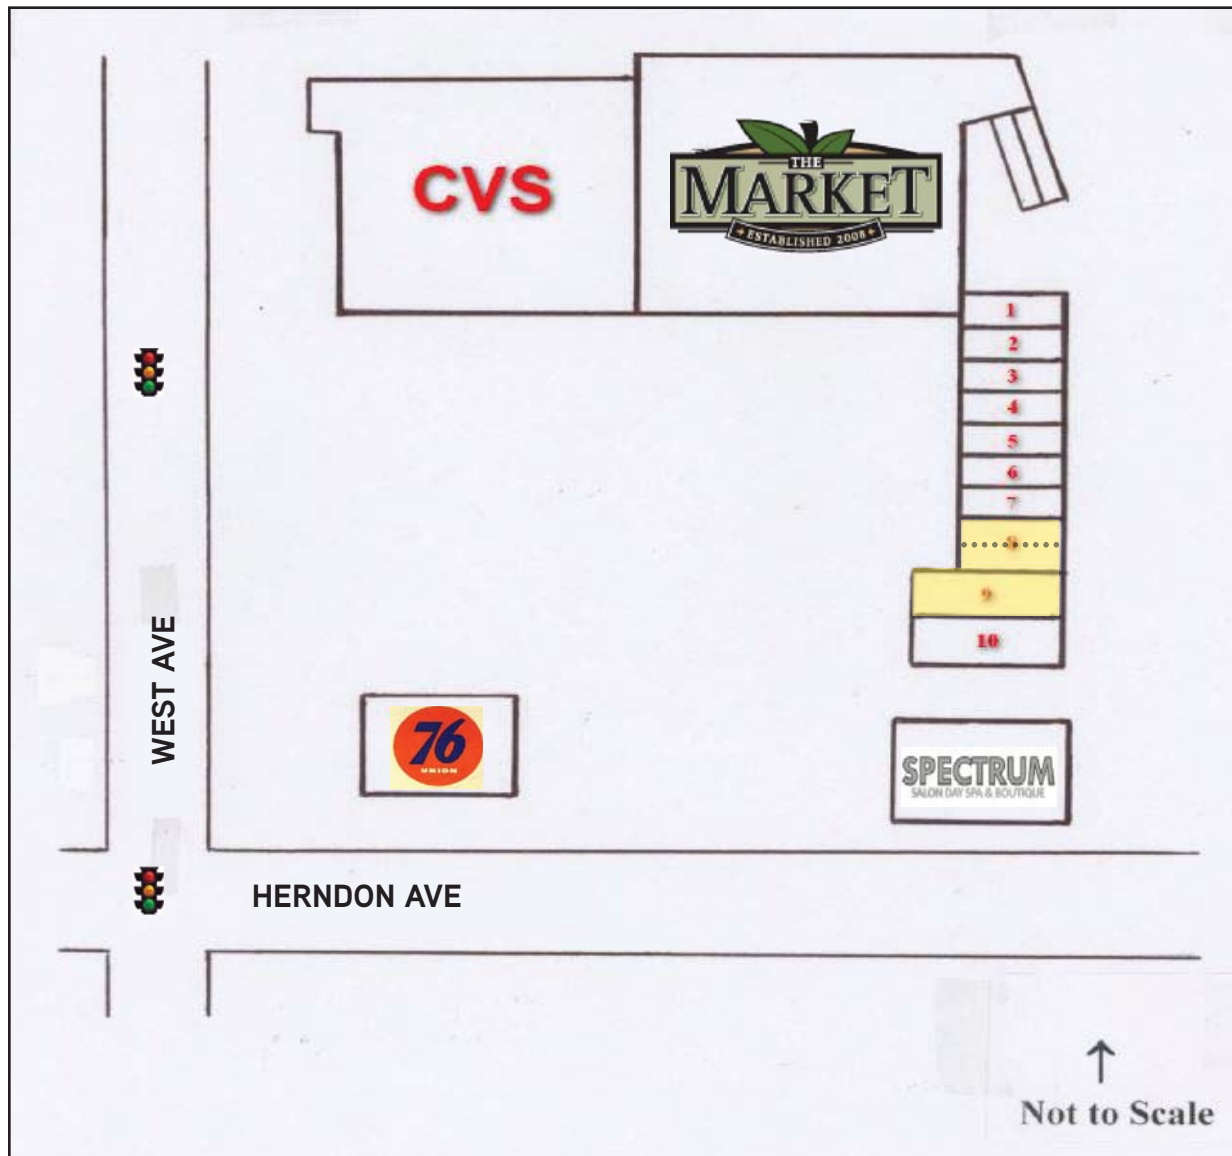 CVS
THE
MARKET
ESTABLISHED 2008
1
2
3
4
5
6
7
8
9
10
WEST AVE
76
UNION
SPECTRUM
SALON DAY SPA & BOUTIQUE
HERNDON AVE
↑
Not to Scale